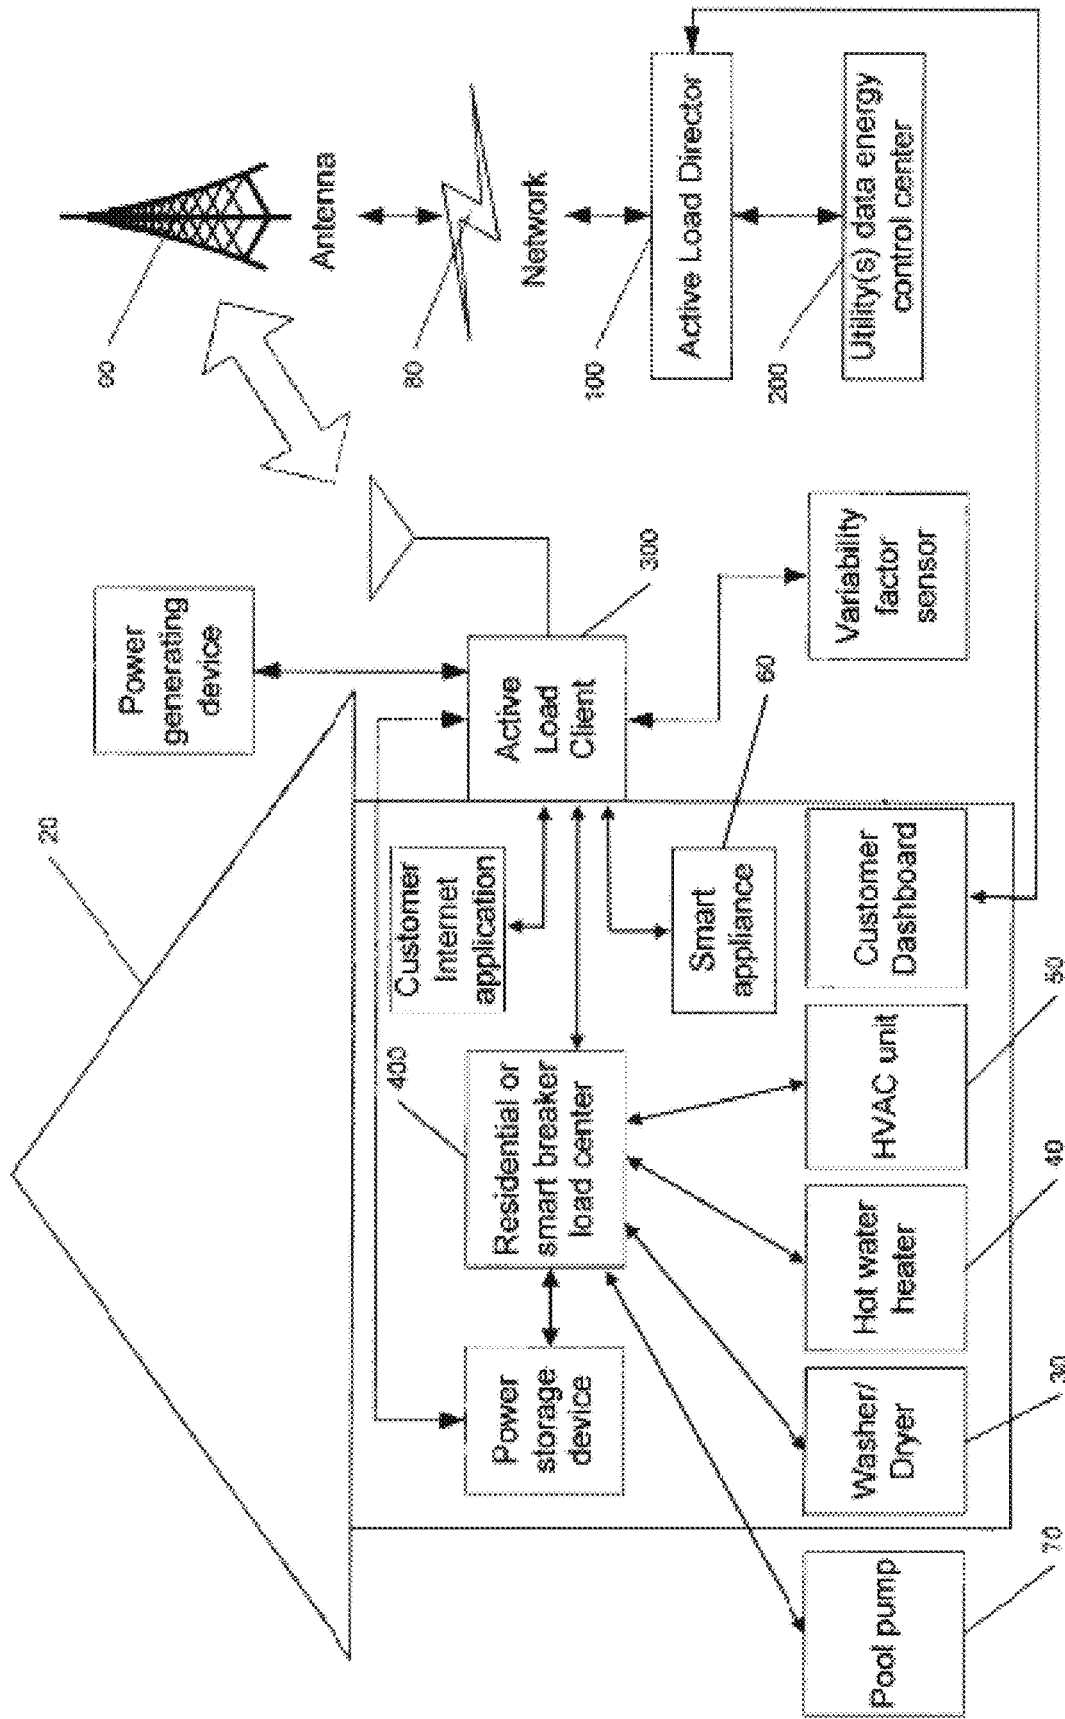 20
Power
generating
device
90
Antenna
80
Network
100
Active Load Director
200
Utility(s) data energy
control center
300
Active
Load
Client
Variability
factor
sensor
Customer
Internet
application
60
Smart
appliance
400
Residential or
smart breaker
load center
Power
storage
device
Customer
Dashboard
HVAC unit
50
Hot water
heater
40
Washer/
Dryer
30
Pool pump
70